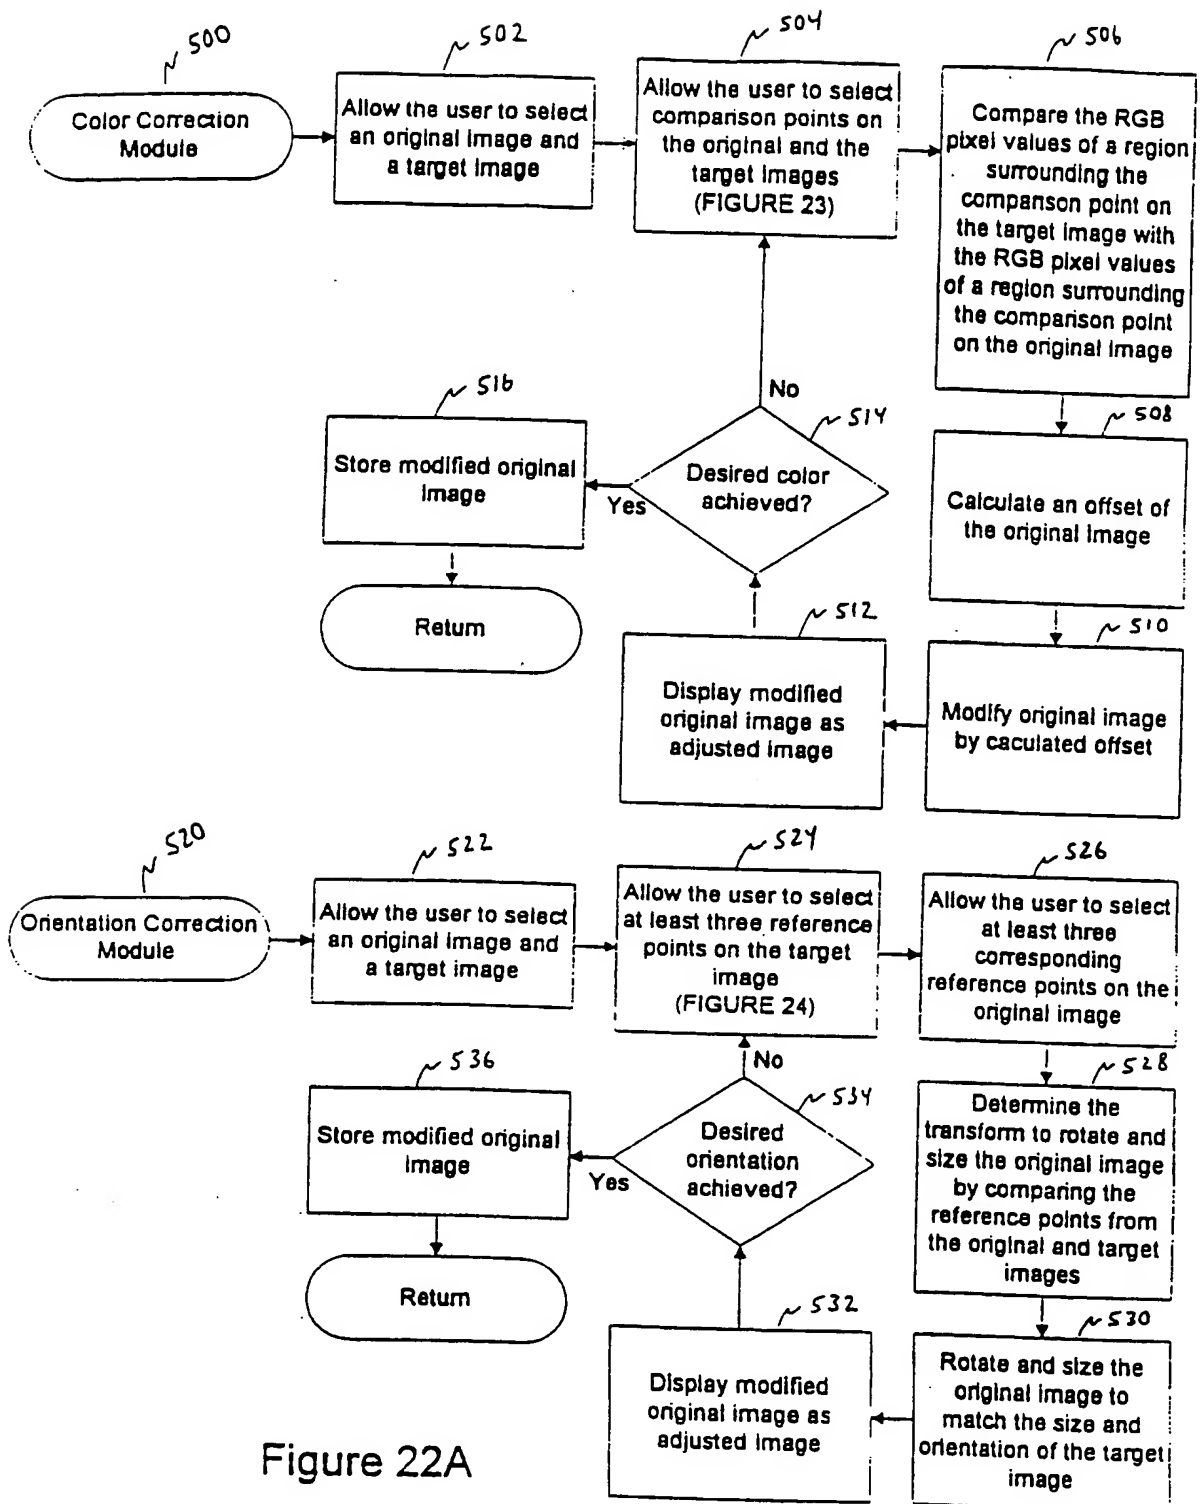 500
Color Correction
Module
502
Allow the user to select
an original image and
a target image
504
Allow the user to select
comparison points on
the original and the
target images
(FIGURE 23)
506
Compare the RGB
pixel values of a region
surrounding the
comparison point on
the target image with
the RGB pixel values
of a region surrounding
the comparison point
on the original image
508
Calculate an offset of
the original image
510
Modify original image
by caculated offset
512
Display modified
original image as
adjusted image
514
Desired color
achieved?
No
Yes
516
Store modified original
image
Return
520
Orientation Correction
Module
522
Allow the user to select
an original image and
a target image
524
Allow the user to select
at least three reference
points on the target
image
(FIGURE 24)
526
Allow the user to select
at least three
corresponding
reference points on the
original image
528
Determine the
transform to rotate and
size the original image
by comparing the
reference points from
the original and target
images
530
Rotate and size the
original image to
match the size and
orientation of the target
image
532
Display modified
original image as
adjusted image
534
Desired
orientation
achieved?
No
Yes
536
Store modified original
image
Return
Figure 22A